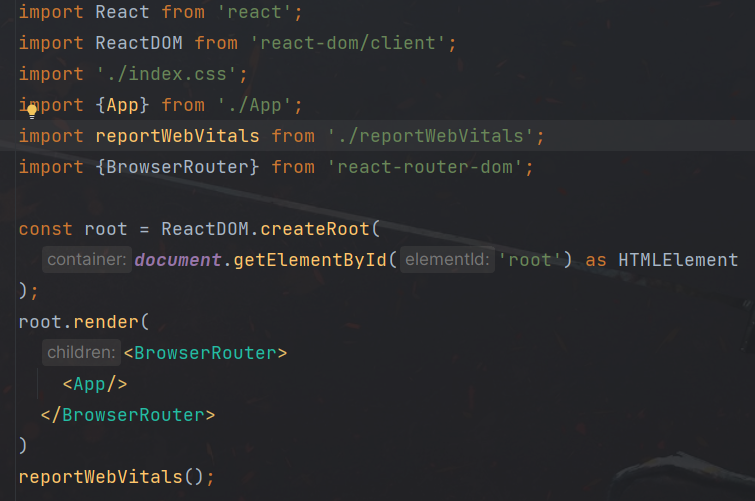 import React from 'react';
import ReactDOM from 'react-dom/client';
import './index.css';
import {App} from './App';
import reportWebVitals from './reportWebVitals';
import {BrowserRouter} from 'react-router-dom';
const root = ReactDOM.createRoot(
container: document.getElementById( elementId: 'root') as HTMLElement
);
root.render(
children: <BrowserRouter>
<App/>
</BrowserRouter>
)
reportWebVitals();